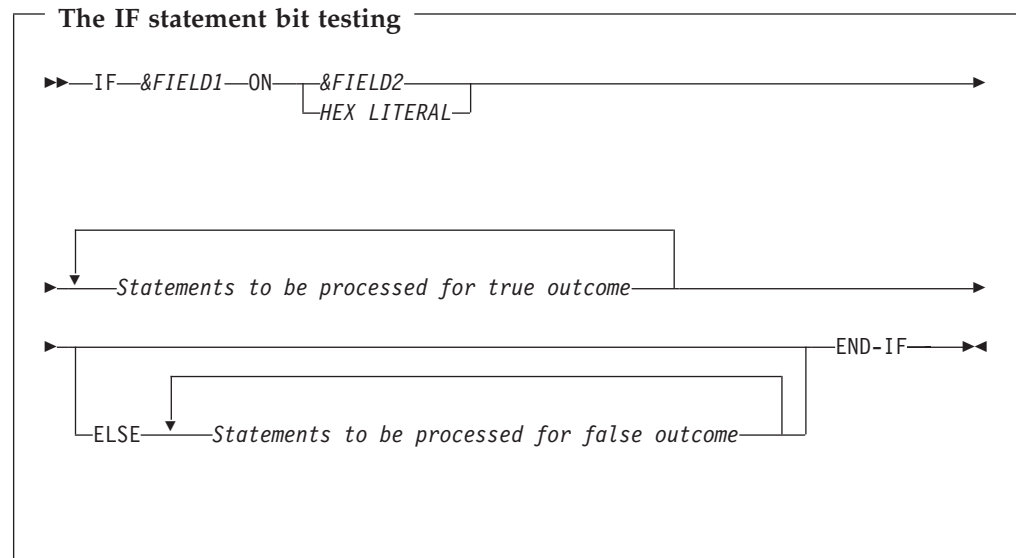 The IF statement bit testing
IF &FIELD1 ON &FIELD2
HEX LITERAL
Statements to be processed for true outcome
END-IF
ELSE Statements to be processed for false outcome